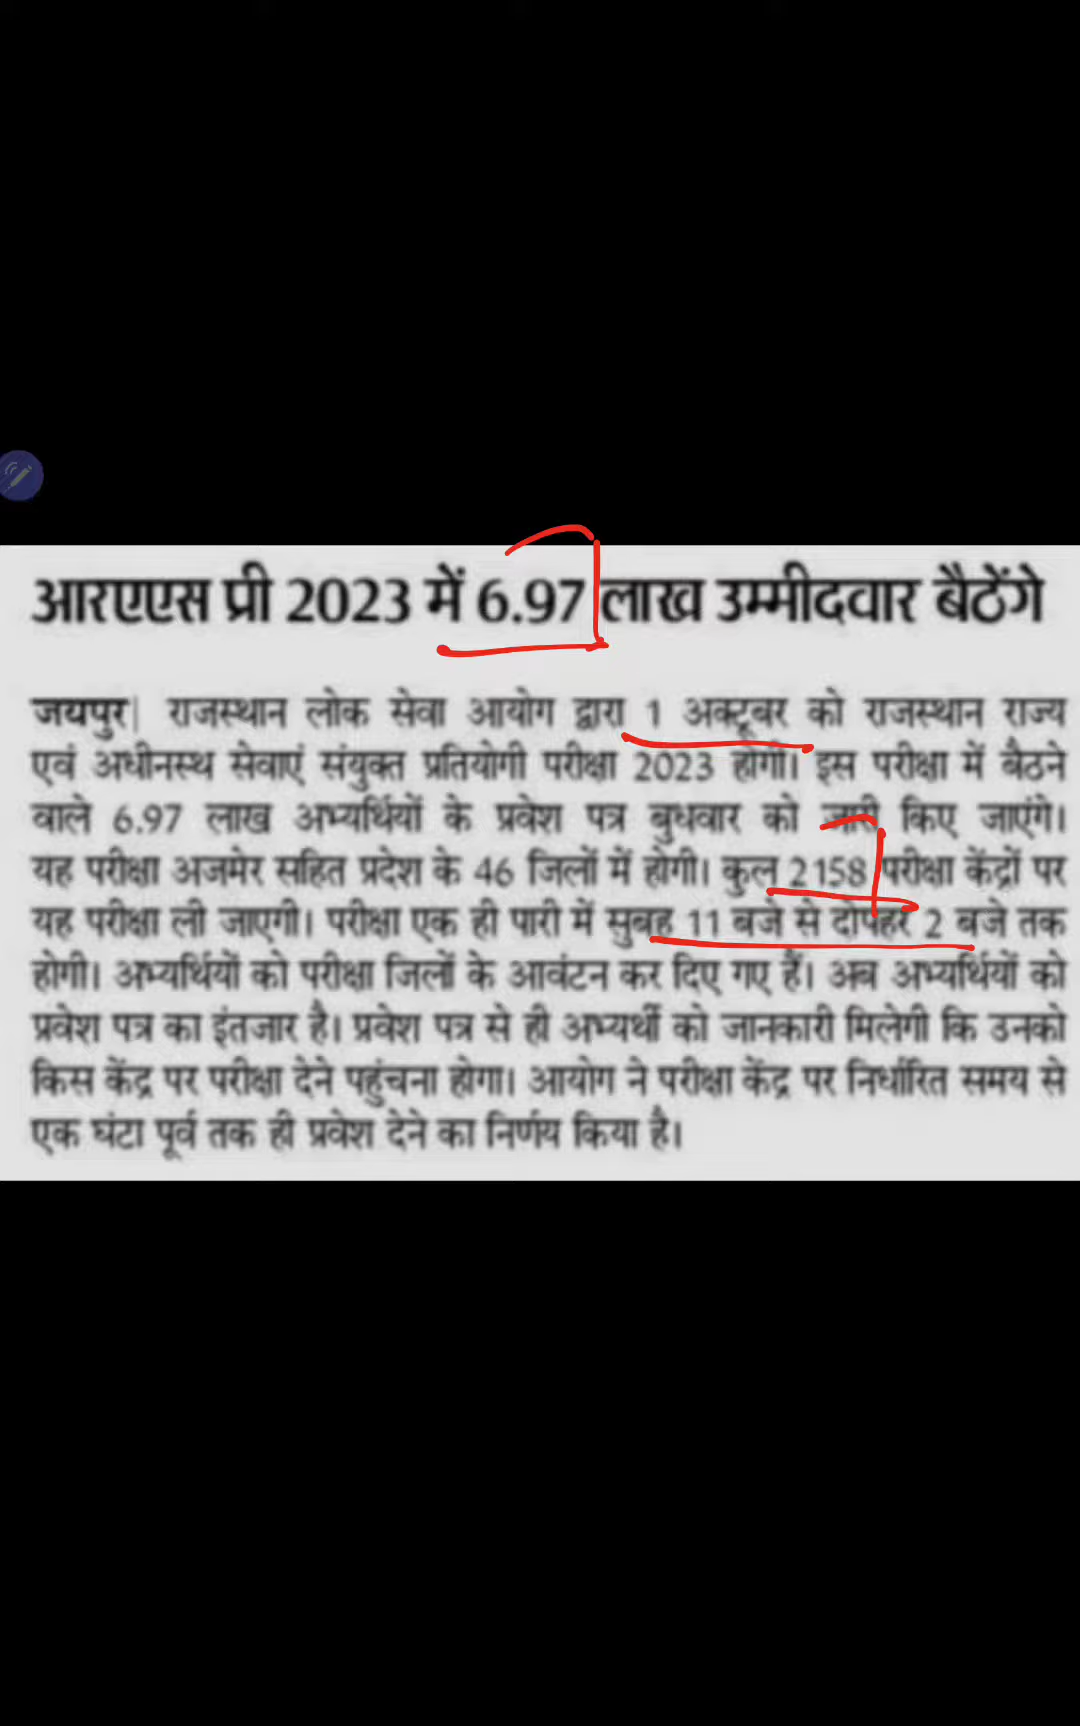 आरएएस प्री 2023 में 6.97 लाख उम्मीदवार बैठेंगे
जयपुर| राजस्थान लोक सेवा आयोग द्वारा 1 अक्टूबर को राजस्थान राज्य
एवं अधीनस्थ सेवाएं संयुक्त प्रतियोगी परीक्षा 2023 होगी। इस परीक्षा में बैठने
वाले 6.97 लाख अभ्यर्थियों के प्रवेश पत्र बुधवार को जारी किए जाएंगे।
यह परीक्षा अजमेर सहित प्रदेश के 46 जिलों में होगी। कुल 2158 परीक्षा केंद्रों पर
यह परीक्षा ली जाएगी। परीक्षा एक ही पारी में सुबह 11 बजे से दोपहर 2 बजे तक
होगी। अभ्यर्थियों को परीक्षा जिलों के आवंटन कर दिए गए हैं। अब अभ्यर्थियों को
प्रवेश पत्र का इंतजार है। प्रवेश पत्र से ही अभ्यर्थी को जानकारी मिलेगी कि उनको
किस केंद्र पर परीक्षा देने पहुंचना होगा। आयोग ने परीक्षा केंद्र पर निर्धारित समय से
एक घंटा पूर्व तक ही प्रवेश देने का निर्णय किया है।